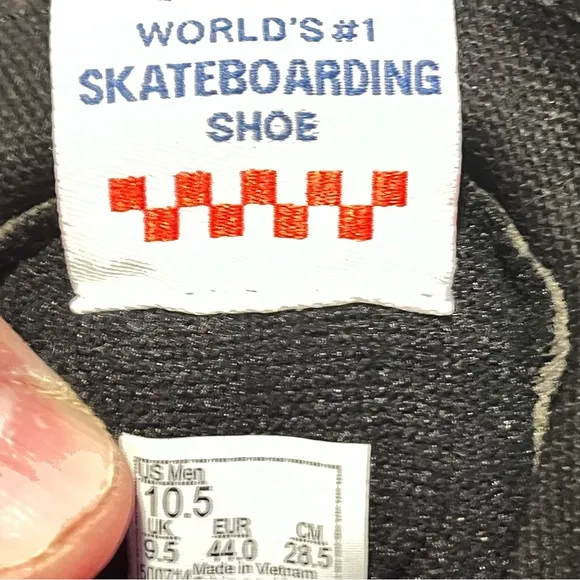 WORLD'S #1
SKATEBOARDING
SHOE
US Men
10.5
UK EUR CM
9.5 44.0 28.5
Made in Vietnam